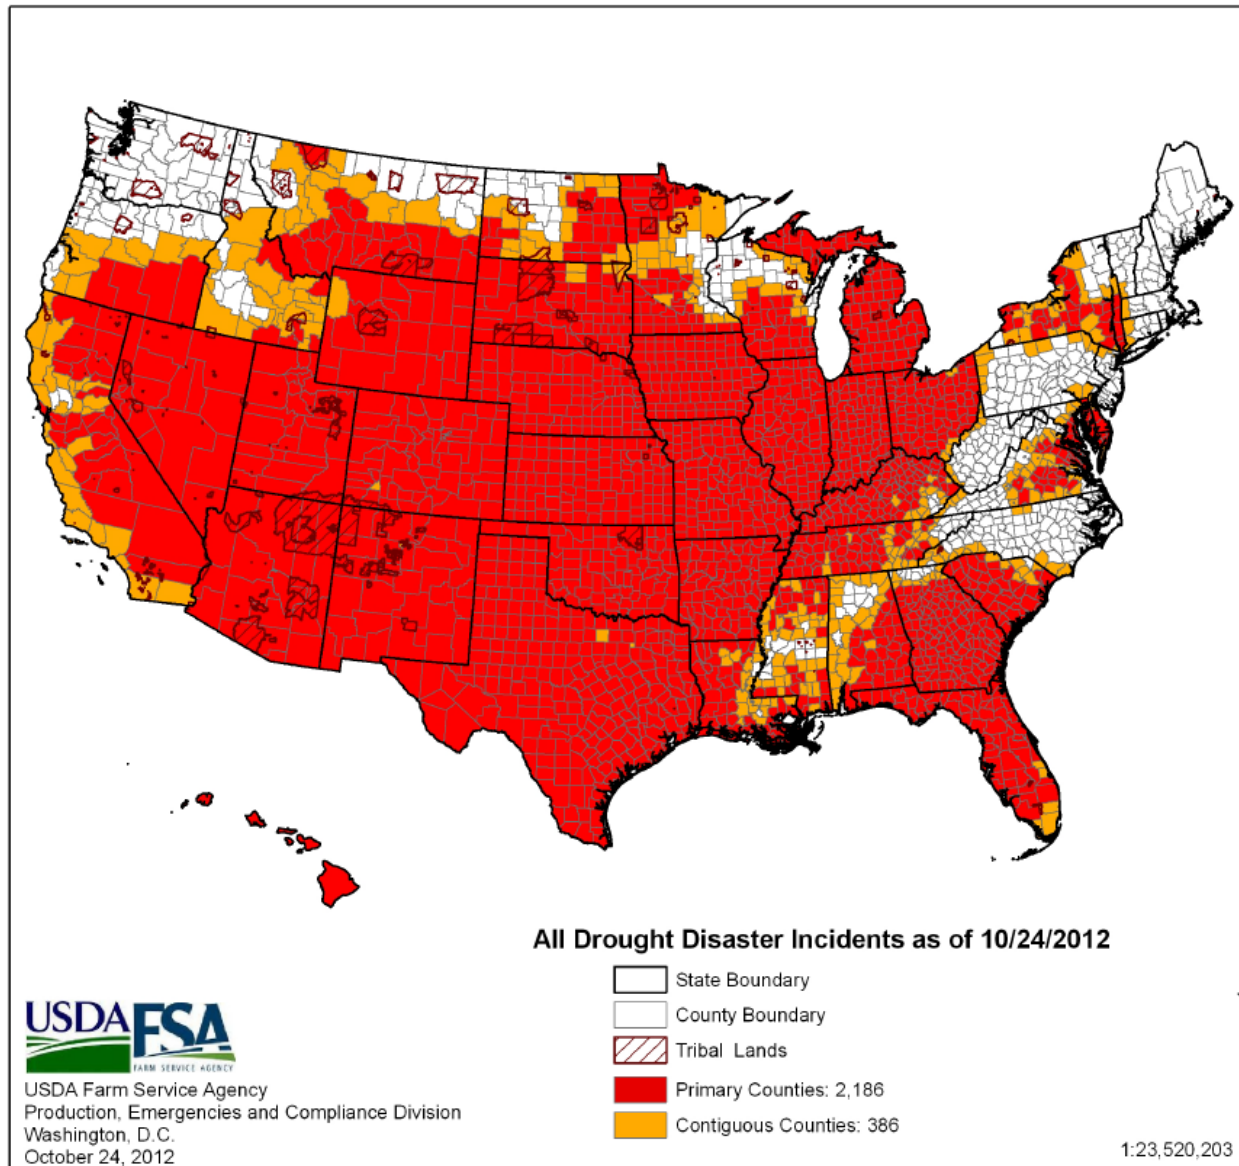 All Drought Disaster Incidents as of 10/24/2012
State Boundary
County Boundary
Tribal Lands
Primary Counties: 2,186
Contiguous Counties: 386
USDA FSA
FARM SERVICE AGENCY
USDA Farm Service Agency
Production, Emergencies and Compliance Division
Washington, D.C.
October 24, 2012
1:23,520,203